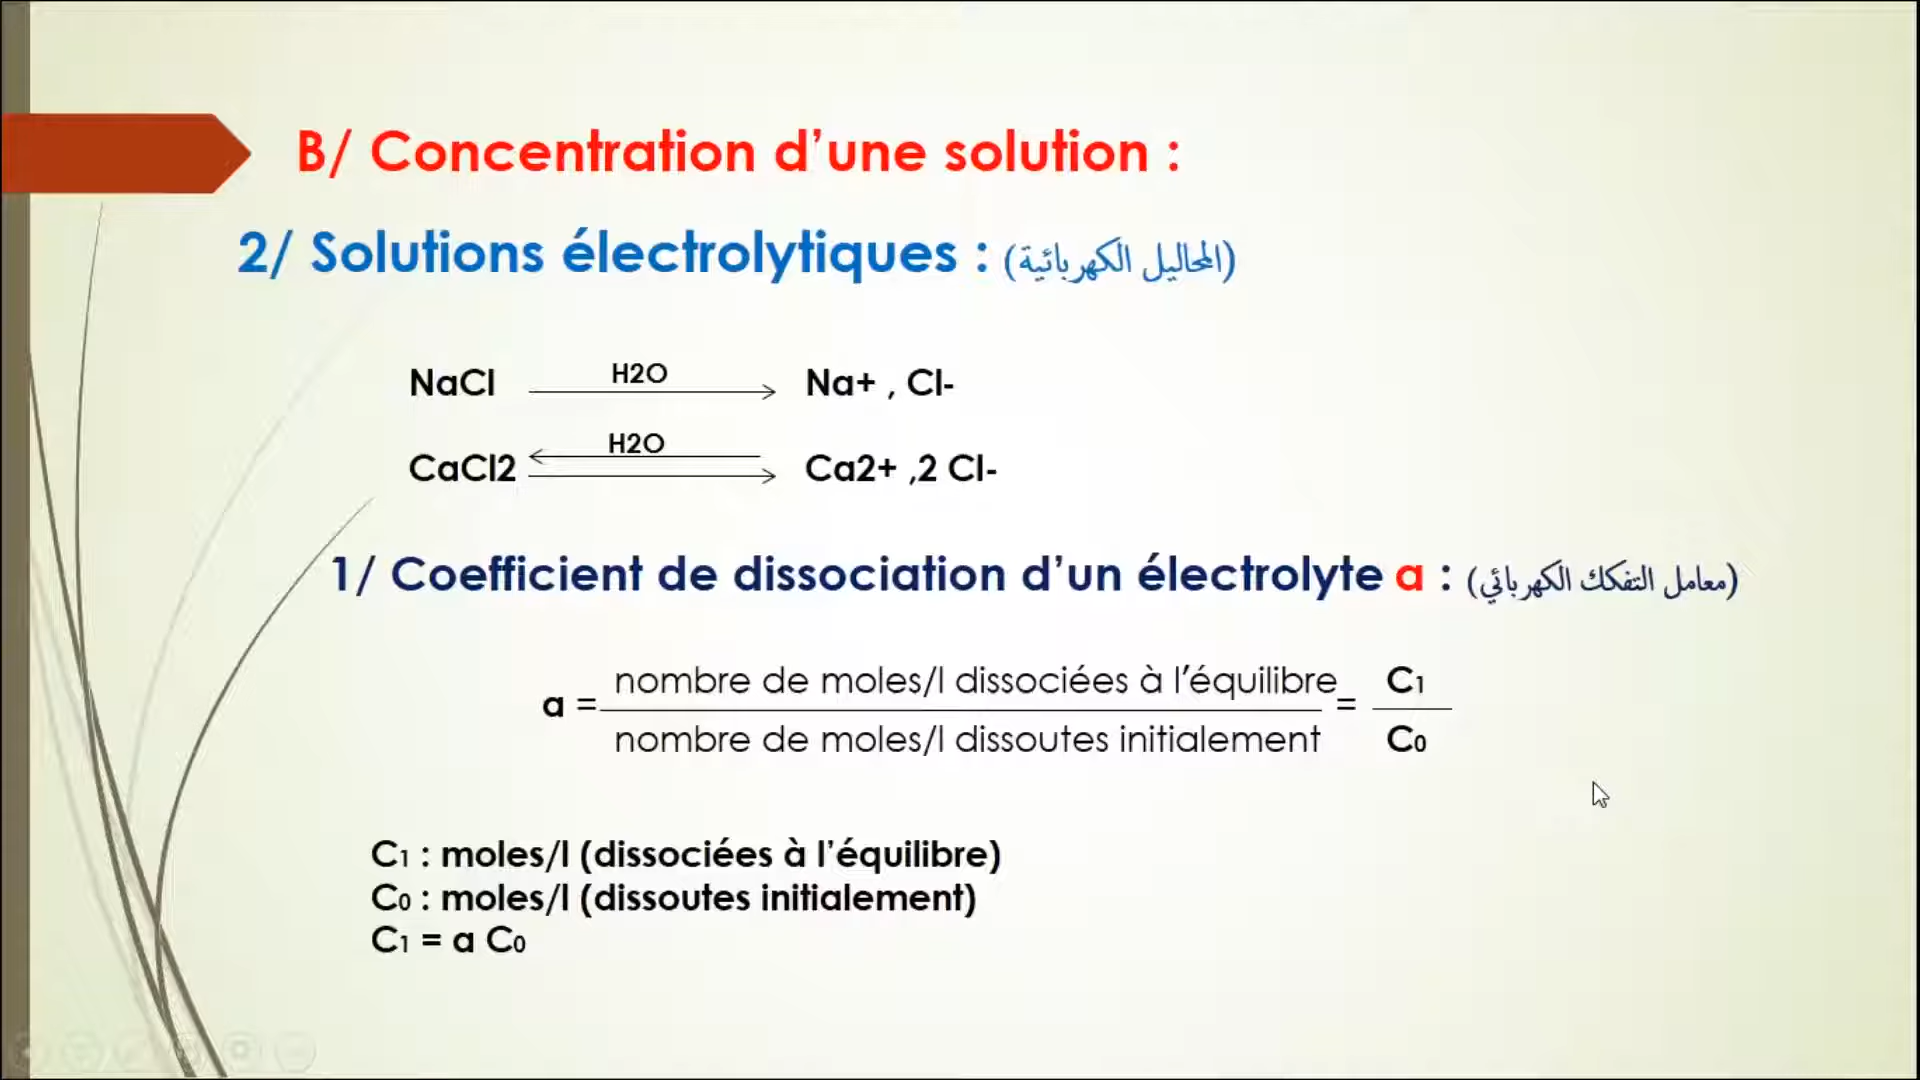 B/ Concentration d’une solution :
2/ Solutions électrolytiques : (المحاليل الكهربائية)
NaCl H2O Na+ , Cl-
CaCl2 H2O Ca2+ ,2 Cl-
1/ Coefficient de dissociation d’un électrolyte a : (معامل التفكك الكهربائي)
nombre de moles/l dissociées à l’équilibre C1
a = =
nombre de moles/l dissoutes initialement C0
C1 : moles/l (dissociées à l’équilibre)
C0 : moles/l (dissoutes initialement)
C1 = a C0